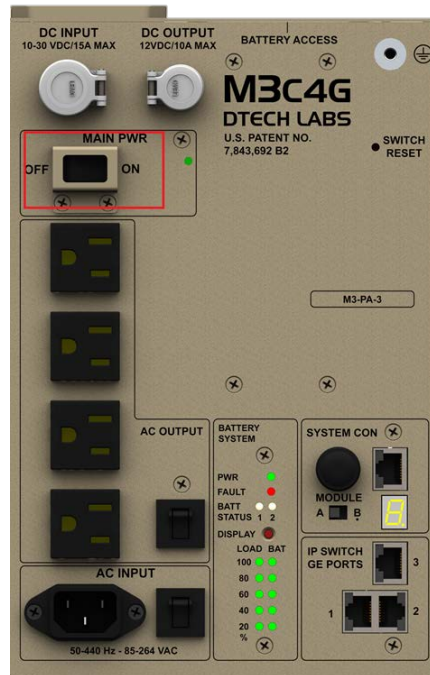 DC INPUT
10-30 VDC/15A MAX
DC OUTPUT
12VDC/10A MAX
BATTERY ACCESS
M3C4G
DTECH LABS
U.S. PATENT NO.
7,843,692 B2
SWITCH
RESET
MAIN PWR
OFF
ON
M3-PA-3
AC OUTPUT
BATTERY
SYSTEM
PWR
FAULT
BATT
STATUS 1 2
DISPLAY
LOAD BAT
100
80
60
40
20
%
SYSTEM CON
MODULE
A B
8.
IP SWITCH
GE PORTS
3
1
2
AC INPUT
50-440 Hz - 85-264 VAC